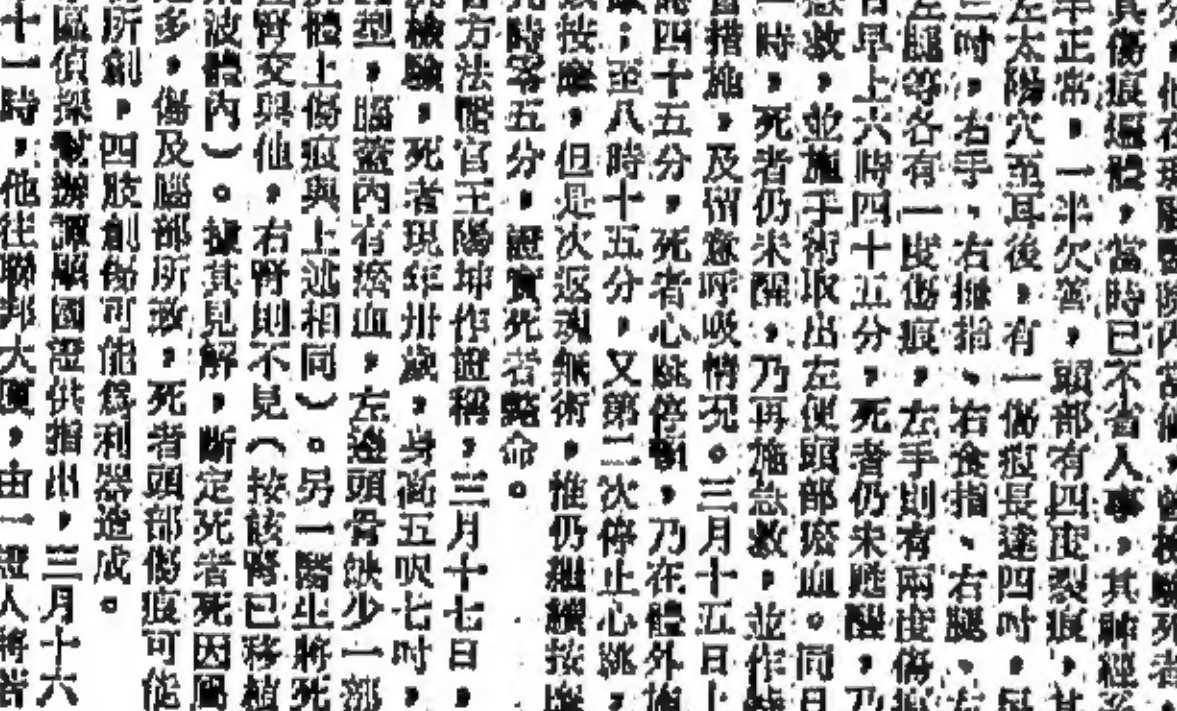 真傷痕遍體，當時已不省人事，其神經系
半正常，一半欠當，頭部有四度裂痕，其
左太陽穴至耳後，有一傷痕長達四吋，
三吋，右手、右拇指、右食指、右腿、左
左腿等各有一度傷痕，左手則有兩度傷痕
日早上六時四十五分，死者仍未甦醒，乃
急救，並施手術取出左便頭部瘀血。同日
一時，死者仍未醒，乃再施急救，並作
措施，及留意呼吸情況。三月十五日上
時四十五分，死者心跳停頓，乃在體外施
；至八時十五分，又第二次停止心跳，
按摩，但是次返魂無術，惟仍繼續按摩
時零五分，證實死者斃命。
方法醫官王陽坤作證稱，三月十七日，
檢驗，死者現年卅歲，身高五呎七吋，
型，腦蓋內有瘀血，左邊頭骨缺少一部
體上傷痕與上述相同）。另一醫生將死
腎交與他，右腎則不見（按該腎已移植
波體內）。據其見解，斷定死者死因屬
多，傷及腦部所致，死者頭部傷痕可能
所創，四肢創傷可能為利器造成。
區偵探 辦 國澄供指出，三月十六
十一時，他往聯邦大廈，由一證人將